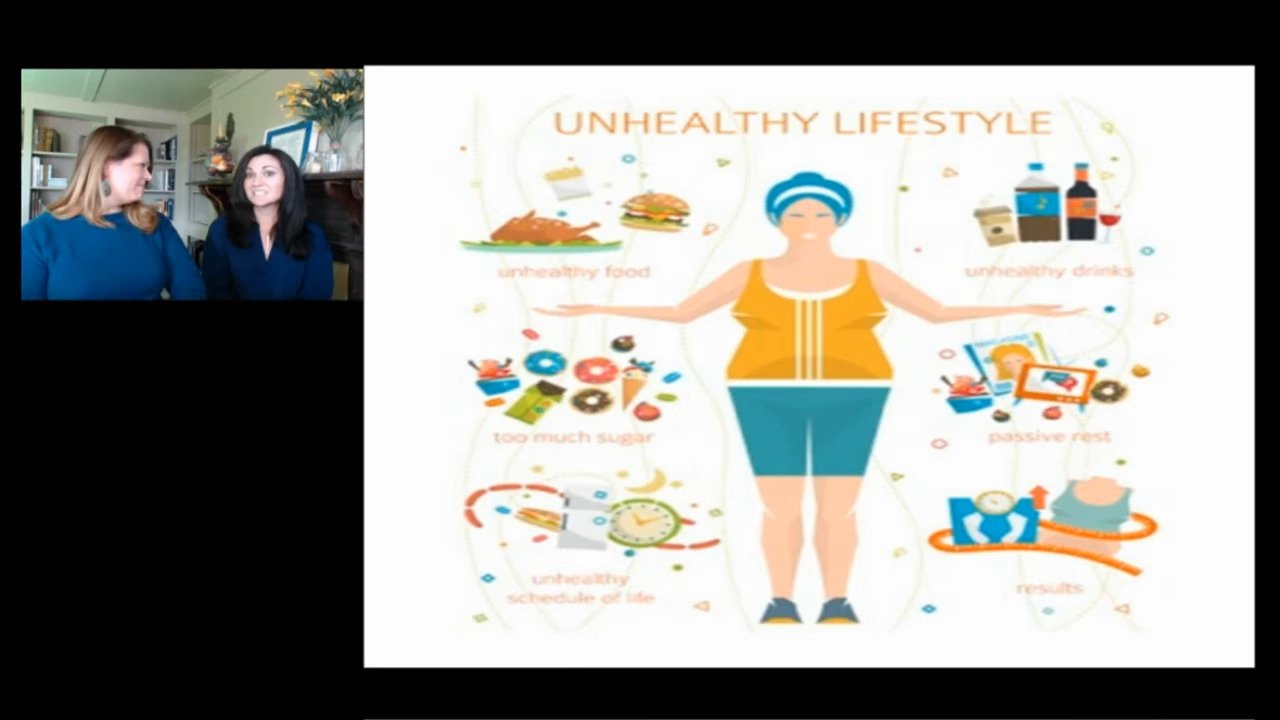 UNHEALTHY LIFESTYLE
unhealthy food
unhealthy drinks
too much sugar
passive rest
unhealthy
schedule of life
results